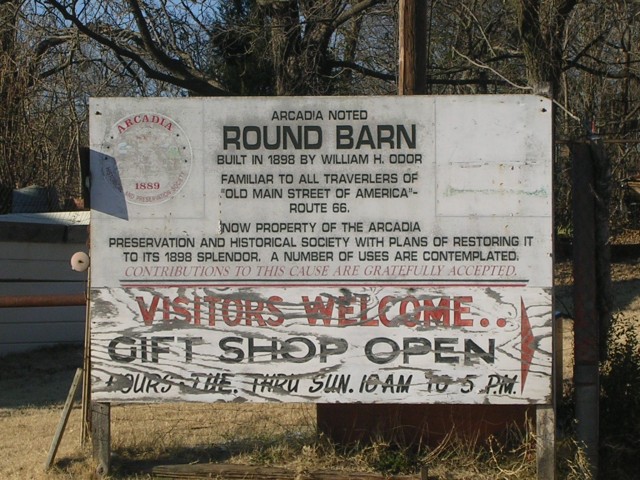 ARCADIA
1889
ARCADIA NOTED
ROUND BARN
BUILT IN 1898 BY WILLIAM H. ODOR
FAMILIAR TO ALL TRAVERLERS OF
"OLD MAIN STREET OF AMERICA"-
ROUTE 66.
NOW PROPERTY OF THE ARCADIA
PRESERVATION AND HISTORICAL SOCIETY WITH PLANS OF RESTORING IT
TO ITS 1898 SPLENDOR. A NUMBER OF USES ARE CONTEMPLATED.
CONTRIBUTIONS TO THIS CAUSE ARE GRATEFULLY ACCEPTED.
VISITORS WELCOME..
GIFT SHOP OPEN
HOURS-TUE. THRU SUN. 10 AM TO 5 P.M.